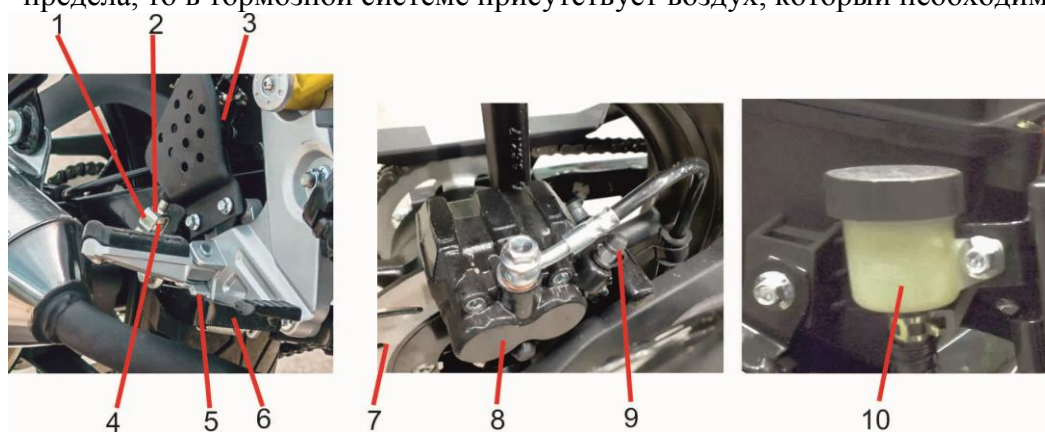 предела, то в тормозной системе присутствует воздух, который необходим
1 2 3
4 5 6 7 8 9 10